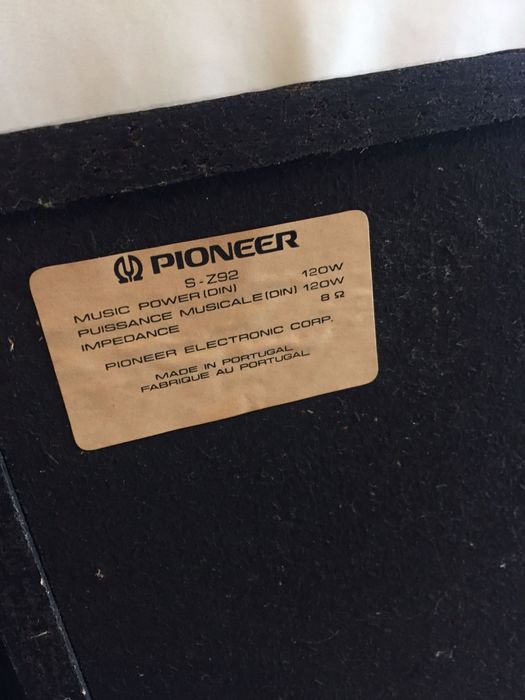 PIONEER
S-Z92
MUSIC POWER(DIN) 120W
PUISSANCE MUSICALE(DIN) 120W
IMPEDANCE 8 Ω
PIONEER ELECTRONIC CORP.
MADE IN PORTUGAL
FABRIQUE AU PORTUGAL